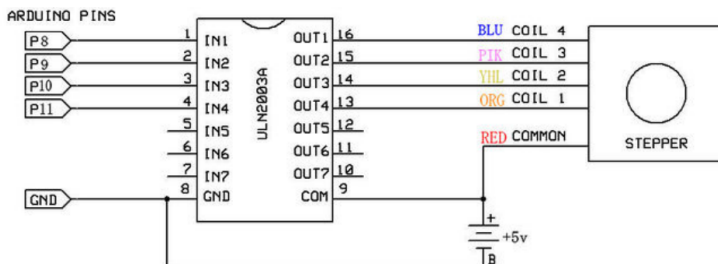 ARDUINO PINS
P8 1 IN1 OUT1 16 BLU COIL 4
P9 2 IN2 OUT2 15 PIK COIL 3
P10 3 IN3 OUT3 14 YHL COIL 2
P11 4 IN4 OUT4 13 ORG COIL 1
5 IN5 OUT5 12
6 IN6 OUT6 11
7 IN7 OUT7 10
GND 8 GND COM 9
ULN2003A
RED COMMON
STEPPER
+
+5v
B